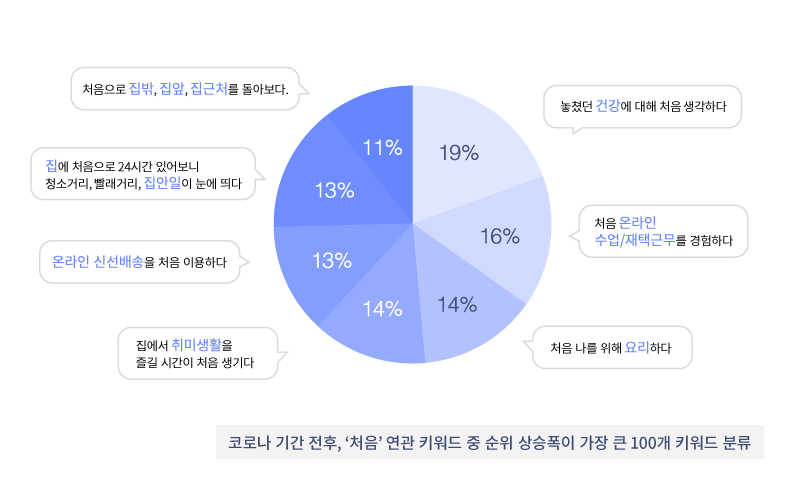 처음으로 집밖, 집앞, 집근처를 돌아보다.
11%
19%
놓쳤던 건강에 대해 처음 생각하다
집에 처음으로 24시간 있어보니
청소거리, 빨래거리, 집안일이 눈에 띄다
13%
16%
처음 온라인
수업/재택근무를 경험하다
온라인 신선배송을 처음 이용하다
13%
14%
14%
처음 나를 위해 요리하다
집에서 취미생활을
즐길 시간이 처음 생기다
코로나 기간 전후, ‘처음’ 연관 키워드 중 순위 상승폭이 가장 큰 100개 키워드 분류